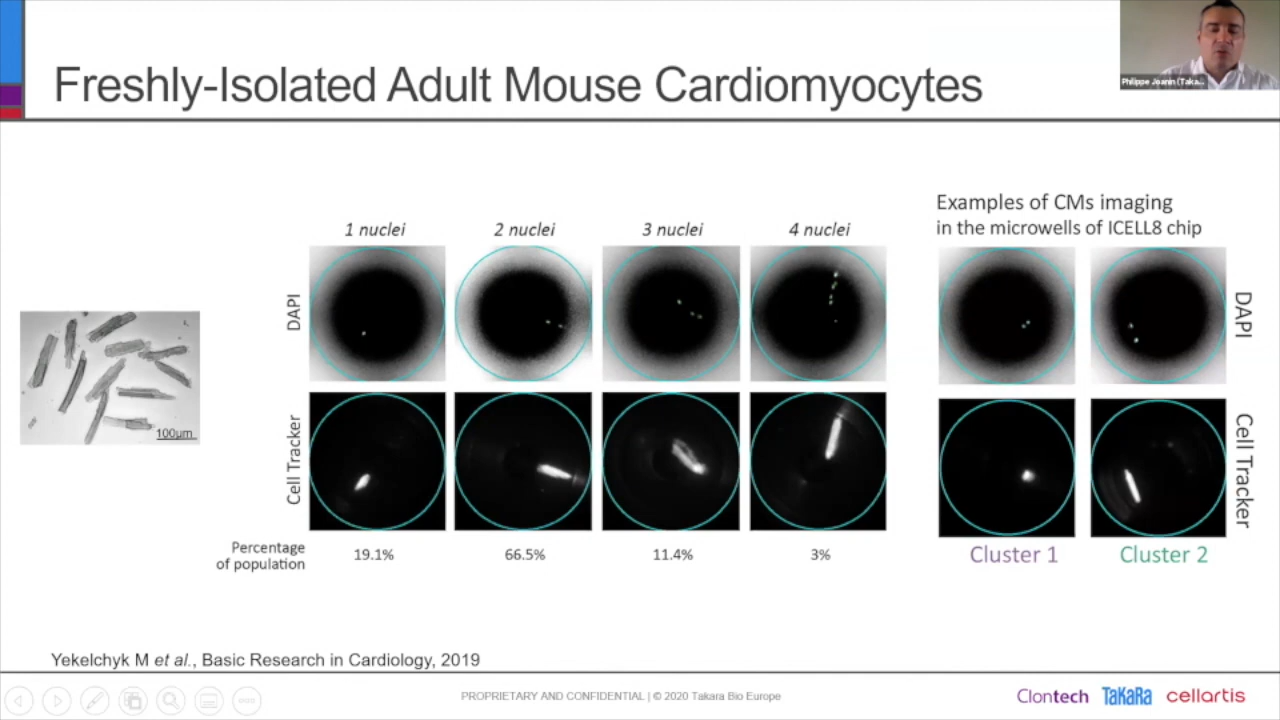 Philippe Joanin (Taka...
Freshly-Isolated Adult Mouse Cardiomyocytes
Examples of CMs imaging
in the microwells of ICELL8 chip
1 nuclei
2 nuclei
3 nuclei
4 nuclei
DAPI
DAPI
100µm
Cell Tracker
Cell Tracker
Percentage
of population
19.1%
66.5%
11.4%
3%
Cluster 1
Cluster 2
Yekelchyk M et al., Basic Research in Cardiology, 2019
PROPRIETARY AND CONFIDENTIAL | © 2020 Takara Bio Europe
Clontech
TaKaRa
cellartis